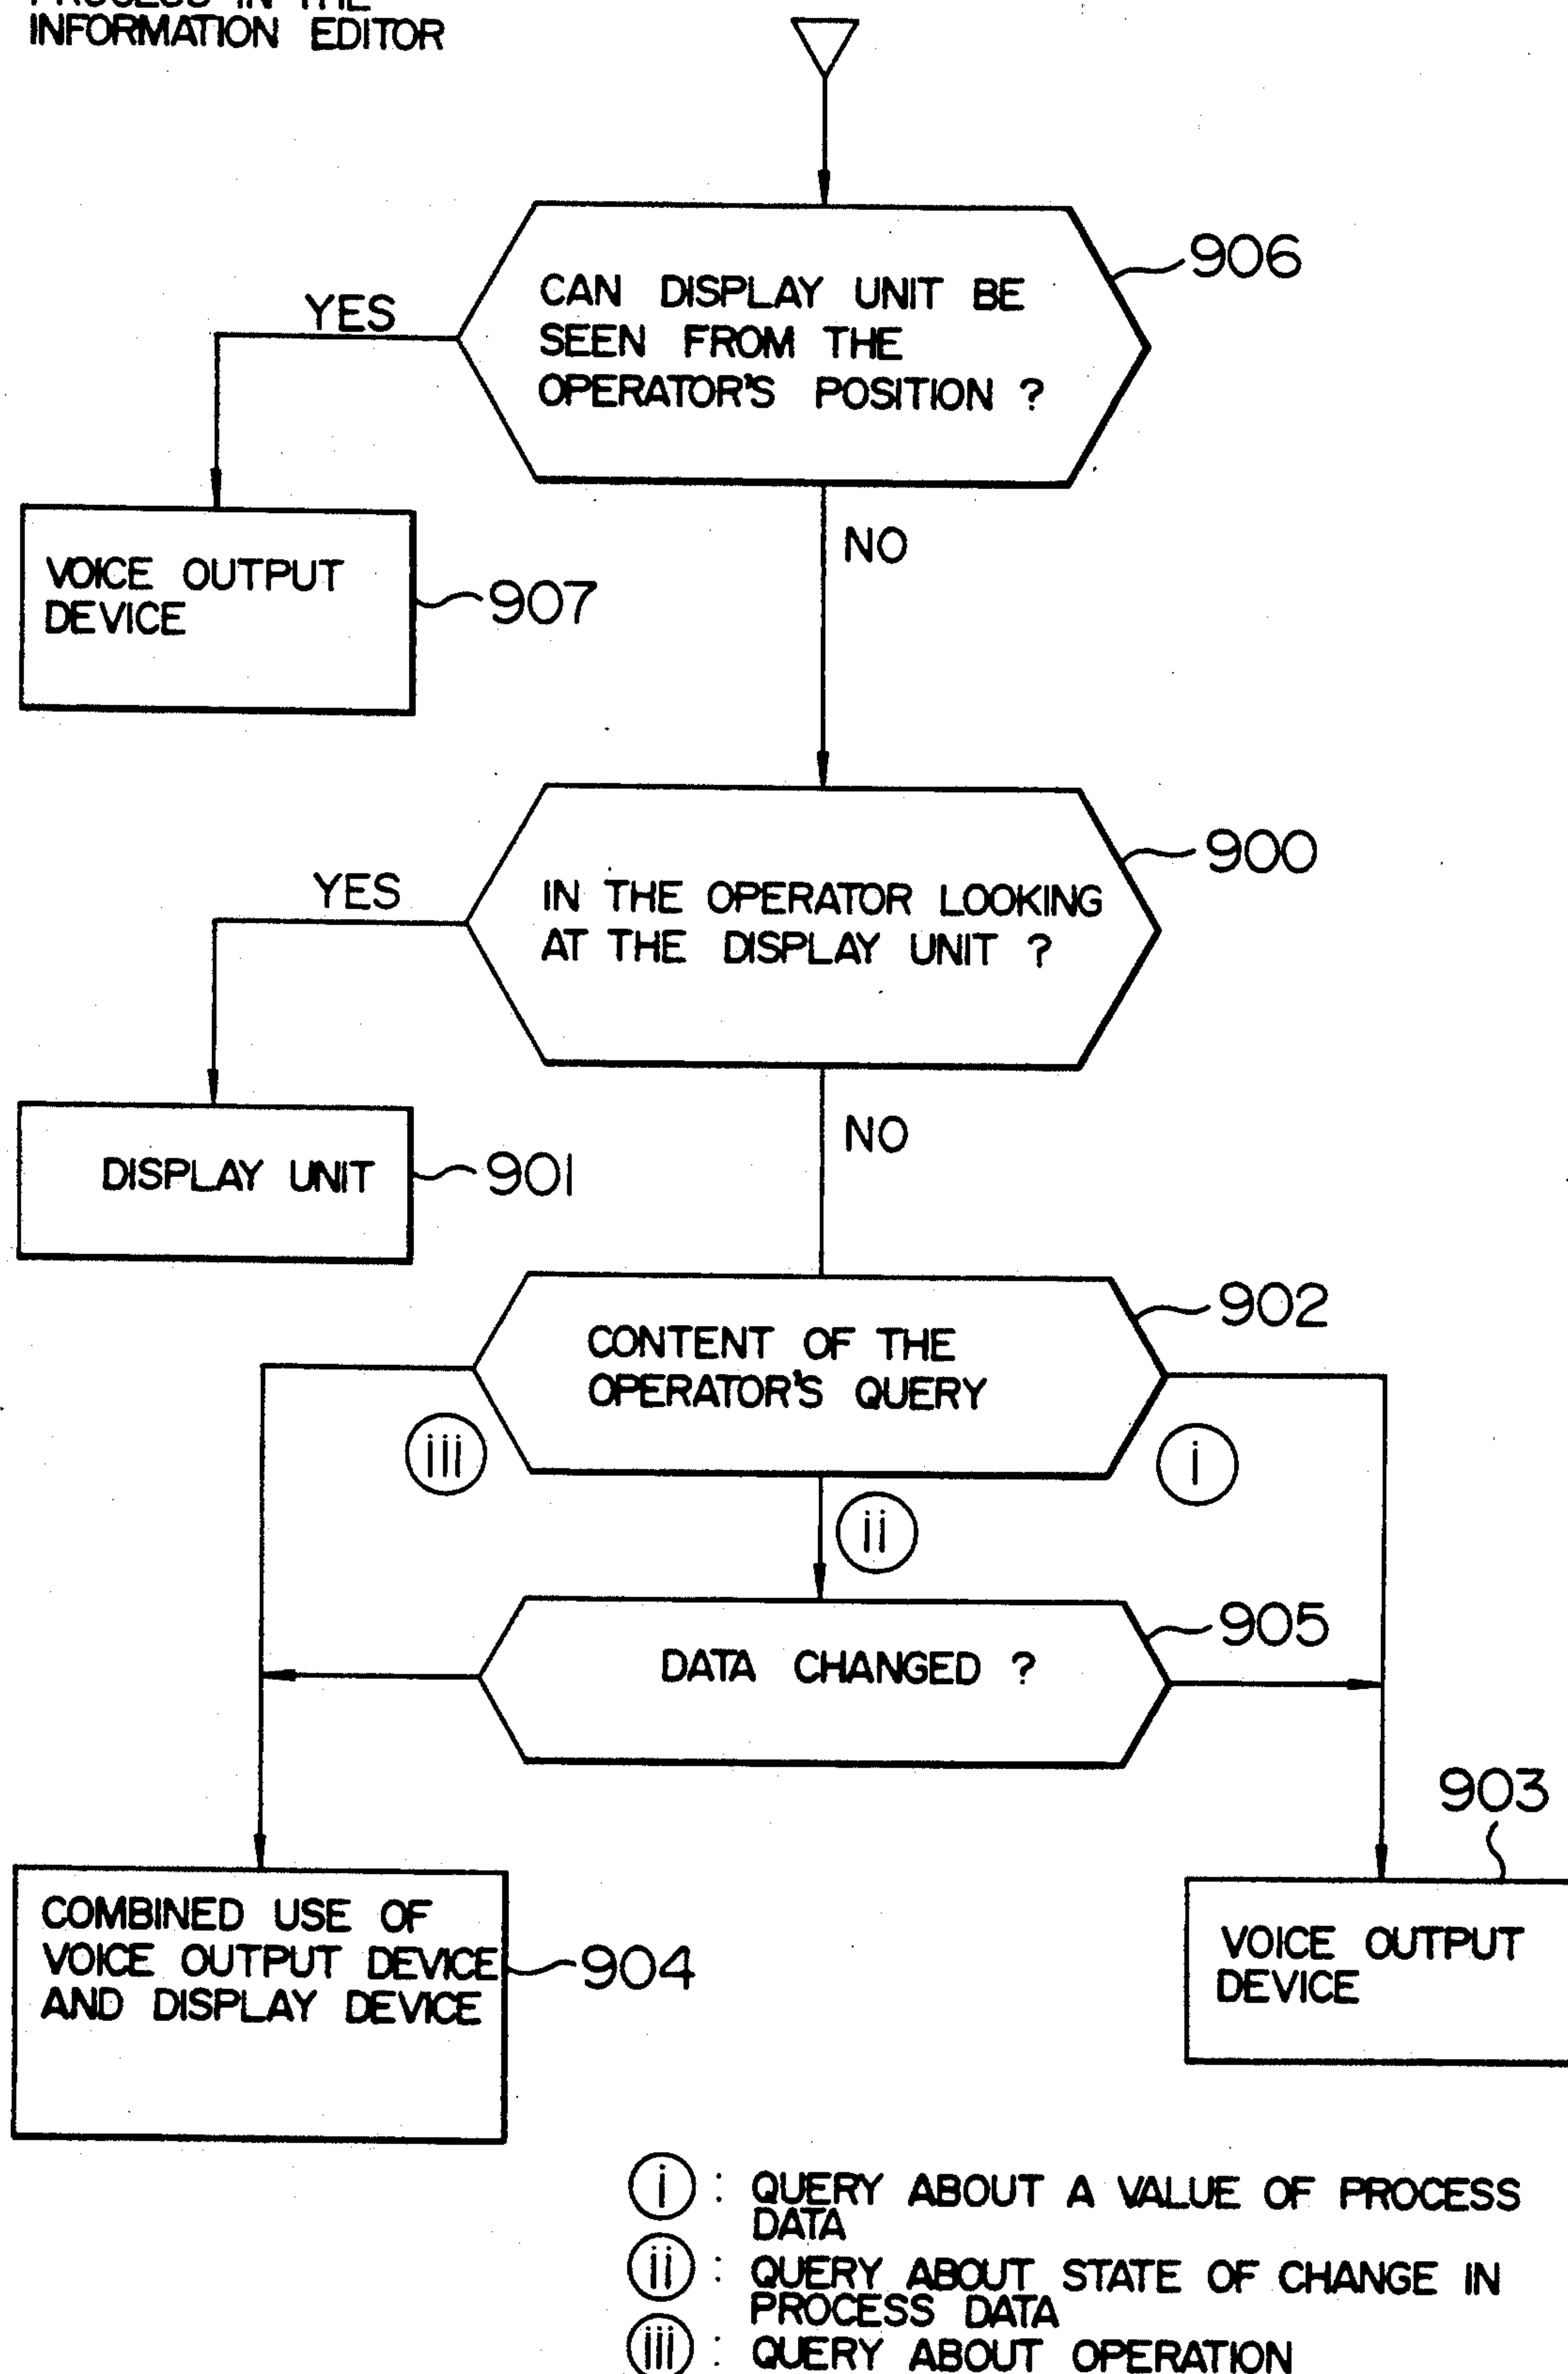 PROCESS IN THE
INFORMATION EDITOR
906
CAN DISPLAY UNIT BE
SEEN FROM THE
OPERATOR'S POSITION ?
YES
NO
VOICE OUTPUT
DEVICE
907
900
IN THE OPERATOR LOOKING
AT THE DISPLAY UNIT ?
YES
NO
DISPLAY UNIT
901
902
CONTENT OF THE
OPERATOR'S QUERY
iii
i
ii
905
DATA CHANGED ?
903
COMBINED USE OF
VOICE OUTPUT DEVICE
AND DISPLAY DEVICE
904
VOICE OUTPUT
DEVICE
i : QUERY ABOUT A VALUE OF PROCESS
DATA
ii : QUERY ABOUT STATE OF CHANGE IN
PROCESS DATA
iii : QUERY ABOUT OPERATION